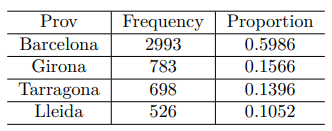 Prov Frequency Proportion
Barcelona 2993 0.5986
Girona 783 0.1566
Tarragona 698 0.1396
Lleida 526 0.1052